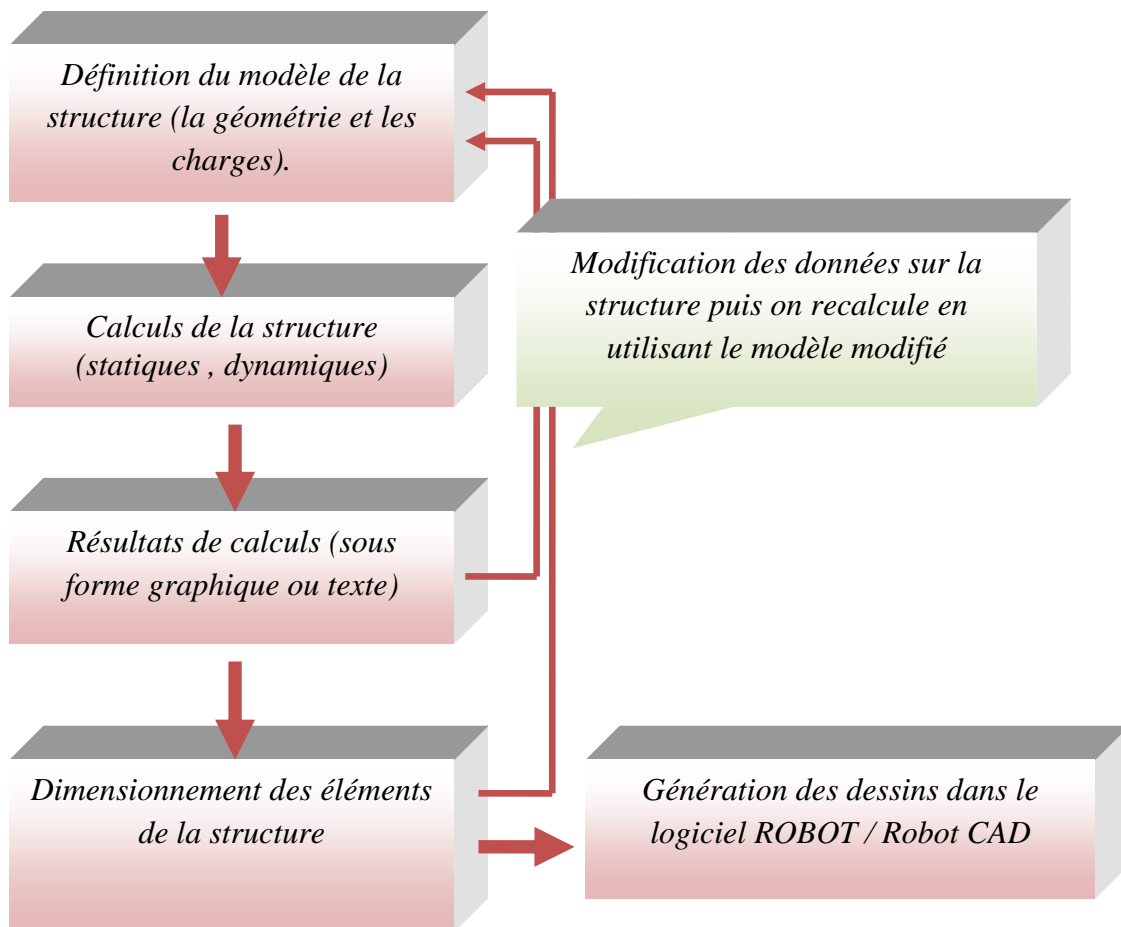 Définition du modèle de la
structure (la géométrie et les
charges).
Modification des données sur la
structure puis on recalcule en
utilisant le modèle modifié
Calculs de la structure
(statiques , dynamiques)
Résultats de calculs (sous
forme graphique ou texte)
Dimensionnement des éléments
de la structure
Génération des dessins dans le
logiciel ROBOT / Robot CAD